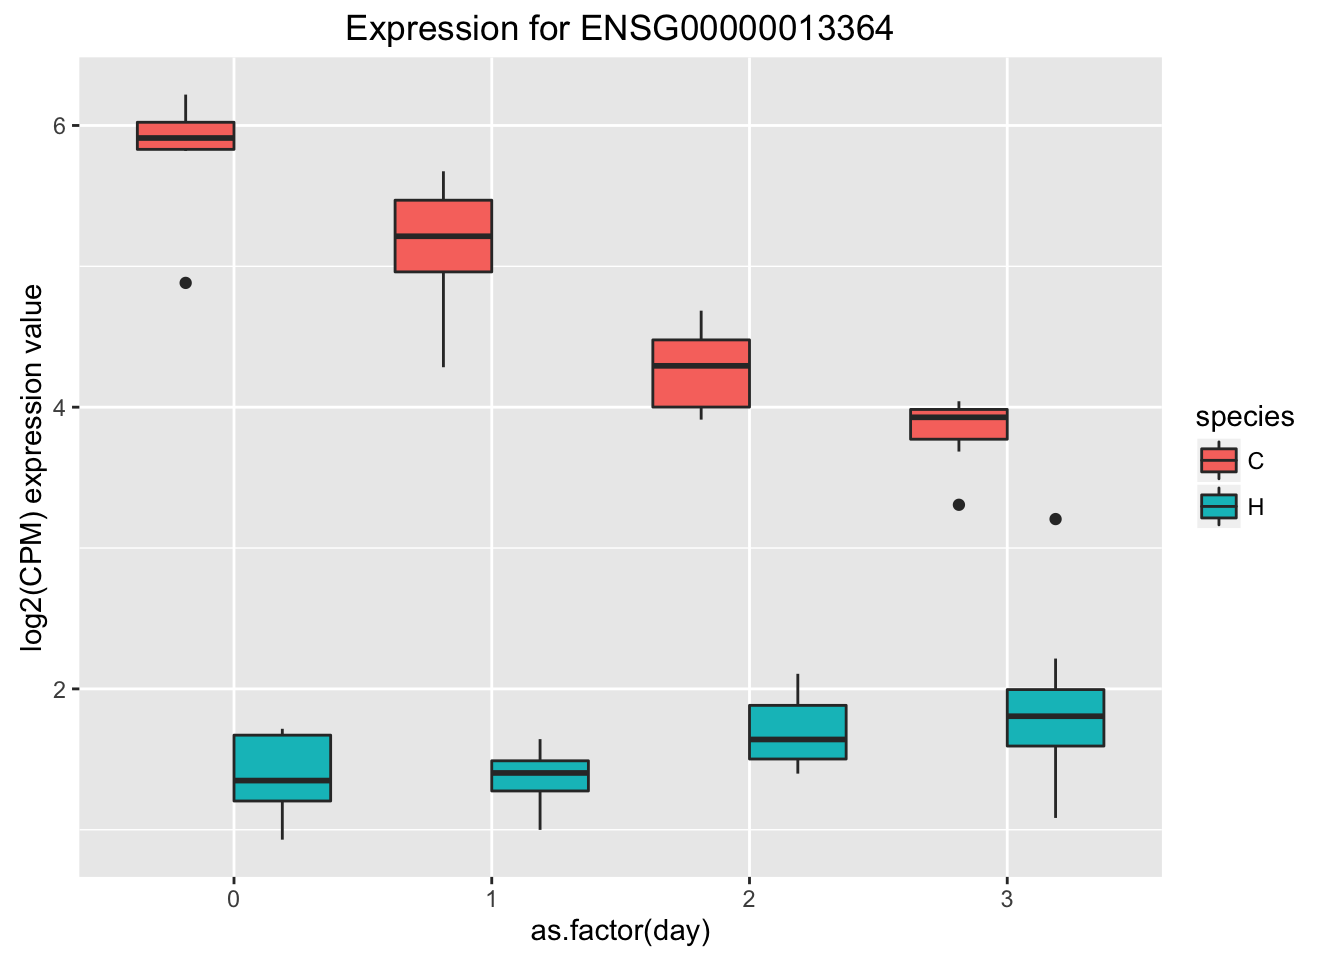 Expression for ENSG00000013364
log2(CPM) expression value
6
4
2
0 1 2 3
as.factor(day)
species
C
H